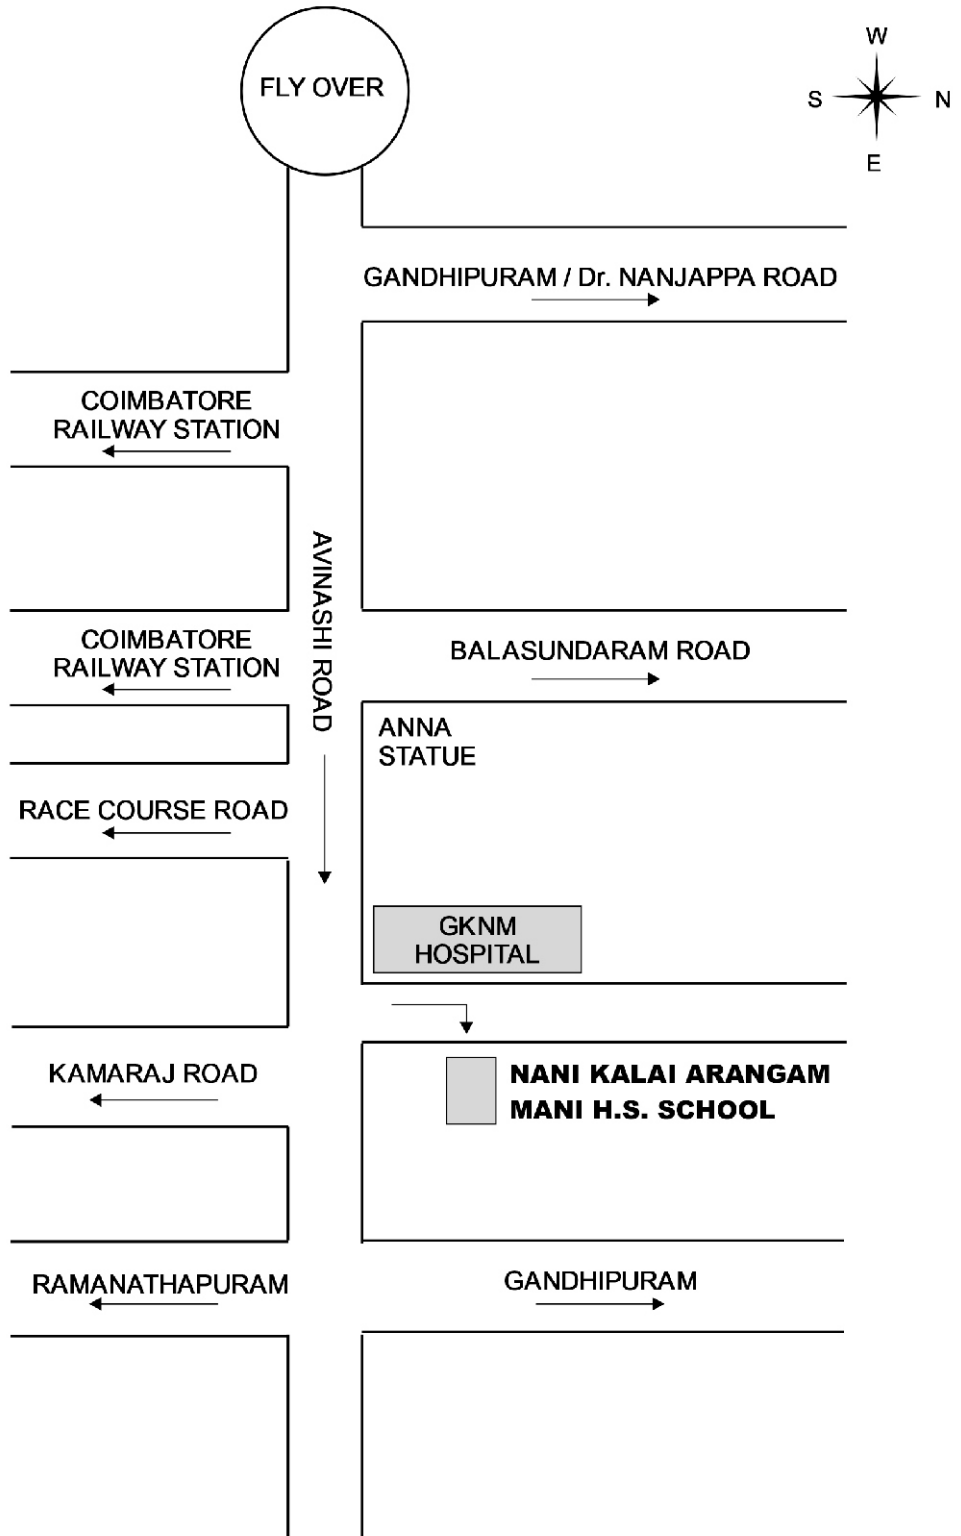 FLY OVER
W
S
N
E
GANDHIPURAM / Dr. NANJAPPA ROAD
COIMBATORE
RAILWAY STATION
AVINASHI ROAD
COIMBATORE
RAILWAY STATION
BALASUNDARAM ROAD
ANNA
STATUE
RACE COURSE ROAD
GKNM
HOSPITAL
KAMARAJ ROAD
NANI KALAI ARANGAM
MANI H.S. SCHOOL
RAMANATHAPURAM
GANDHIPURAM